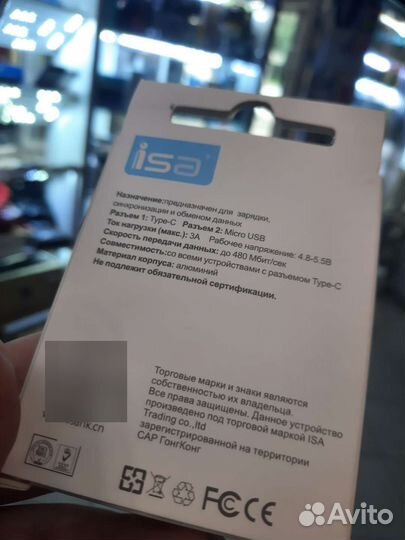 isa
Назначение:предназначен для зарядки,
синхронизации и обменом данных
Разъем 1: Type-C Разъем 2: Micro USB
Ток нагрузки (макс.): 3А Рабочее напряжение: 4.8-5.5В
Скорость передачи данных: до 480 Мбит/сек
Совместимость:со всеми устройствами с разъемом Type-C
Материал корпуса: алюминий
Не подлежит обязательной сертификации.
Торговые марки и знаки являются
собственностью их владельца.
Все права защищены. Данное устройство
произведено под торговой маркой ISA
Trading co.,ltd
зарегистрированной на территории
САР ГонгКонг
FC CE
Avito